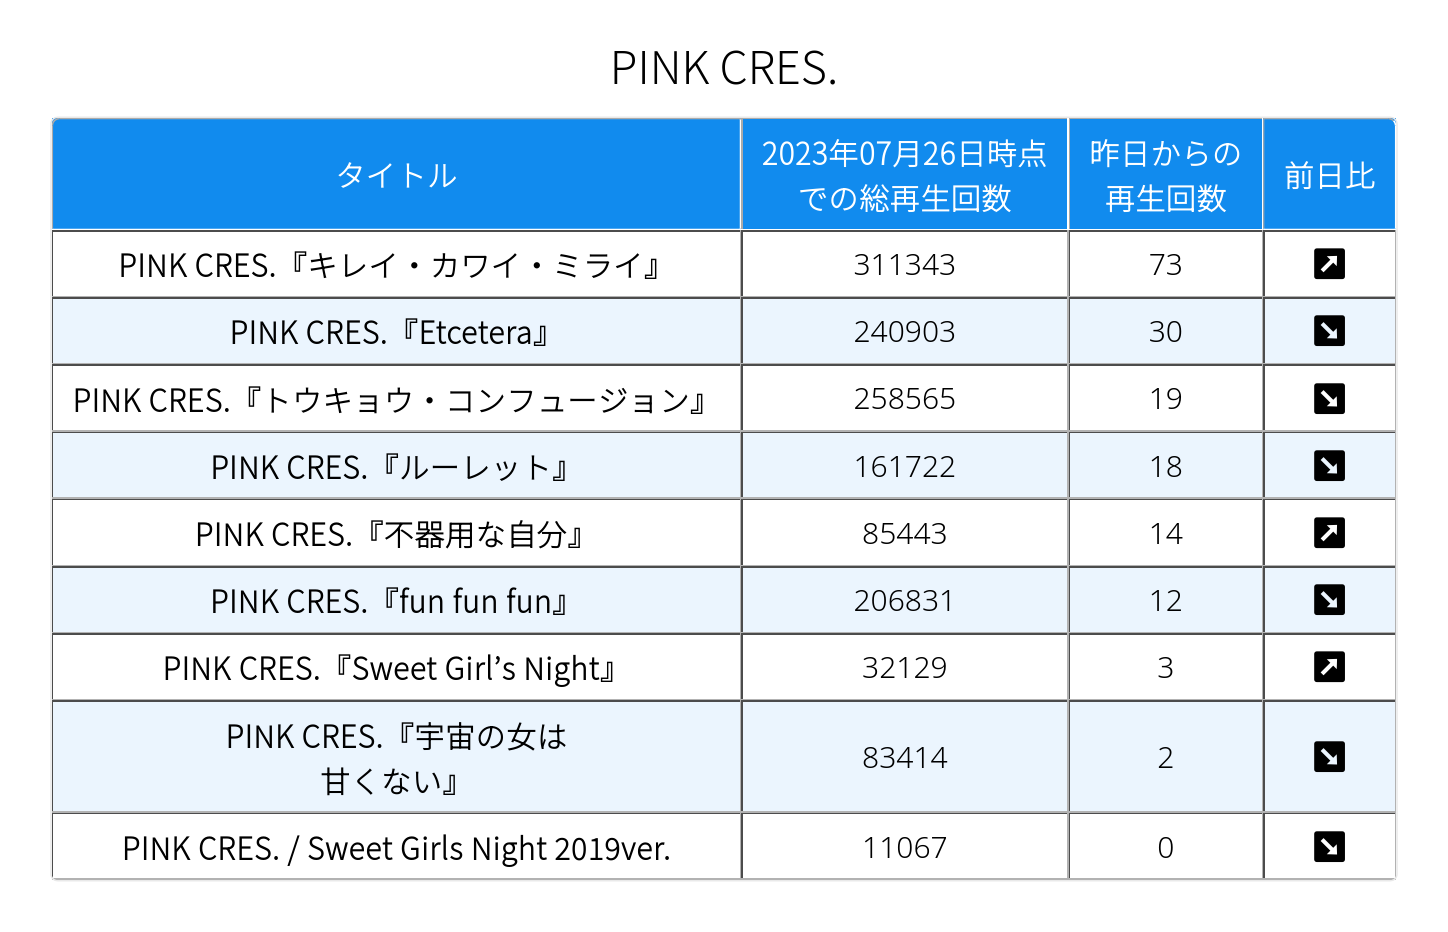 PINK CRES.
タイトル
2023年07月26日時点
での総再生回数
昨日からの
再生回数
前日比
PINK CRES.『キレイ・カワイ・ミライ』 311343 73
PINK CRES.『Etcetera』 240903 30
PINK CRES.『トウキョウ・コンフュージョン』 258565 19
PINK CRES.『ルーレット』 161722 18
PINK CRES.『不器用な自分』 85443 14
PINK CRES.『fun fun fun』 206831 12
PINK CRES.『Sweet Girl’s Night』 32129 3
PINK CRES.『宇宙の女は
甘くない』 83414 2
PINK CRES. / Sweet Girls Night 2019ver. 11067 0